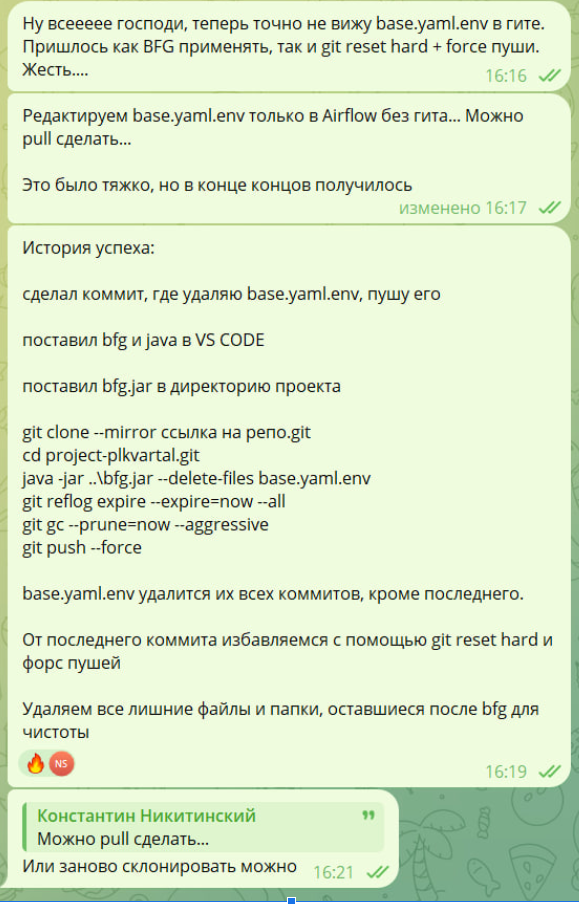 Ну всеееее господи, теперь точно не вижу base.yaml.env в гите.
Пришлось как BFG применять, так и git reset hard + force пуши.
Жесть....
16:16
Редактируем base.yaml.env только в Airflow без гита... Можно
pull сделать...
Это было тяжко, но в конце концов получилось
изменено 16:17
История успеха:
сделал коммит, где удаляю base.yaml.env, пушу его
поставил bfg и java в VS CODE
поставил bfg.jar в директорию проекта
git clone --mirror ссылка на репо.git
cd project-plkvartal.git
java -jar ..\bfg.jar --delete-files base.yaml.env
git reflog expire --expire=now --all
git gc --prune=now --aggressive
git push --force
base.yaml.env удалится их всех коммитов, кроме последнего.
От последнего коммита избавляемся с помощью git reset hard и
форс пушей
Удаляем все лишние файлы и папки, оставшиеся после bfg для
чистоты
NS
16:19
Константин Никитинский
Можно pull сделать...
Или заново склонировать можно 16:21